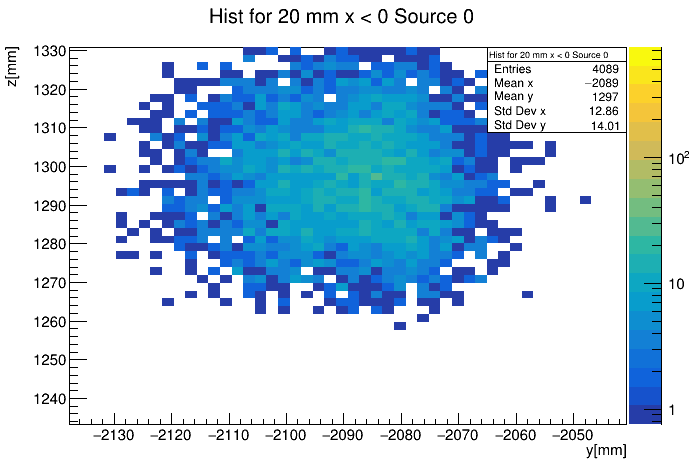 Hist for 20 mm x < 0 Source 0
z[mm]
1330
1320
1310
1300
1290
1280
1270
1260
1250
1240
Hist for 20 mm x < 0 Source 0
Entries 4089
Mean x −2089
Mean y 1297
Std Dev x 12.86
Std Dev y 14.01
10²
10
1
−2130 −2120 −2110 −2100 −2090 −2080 −2070 −2060 −2050
y[mm]